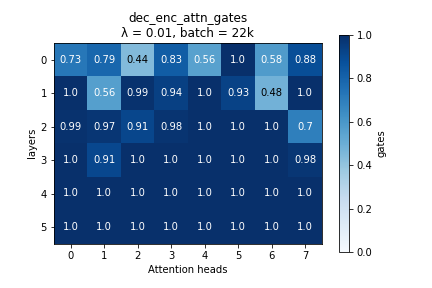 dec_enc_attn_gates
λ = 0.01, batch = 22k
0 0.73 0.79 0.44 0.83 0.56 1.0 0.58 0.88
1 1.0 0.56 0.99 0.94 1.0 0.93 0.48 1.0
2 0.99 0.97 0.91 0.98 1.0 1.0 1.0 0.7
3 1.0 0.91 1.0 1.0 1.0 1.0 1.0 0.98
4 1.0 1.0 1.0 1.0 1.0 1.0 1.0 1.0
5 1.0 1.0 1.0 1.0 1.0 1.0 1.0 1.0
0 1 2 3 4 5 6 7
Attention heads
layers
1.0
0.8
0.6
0.4
0.2
0.0
gates